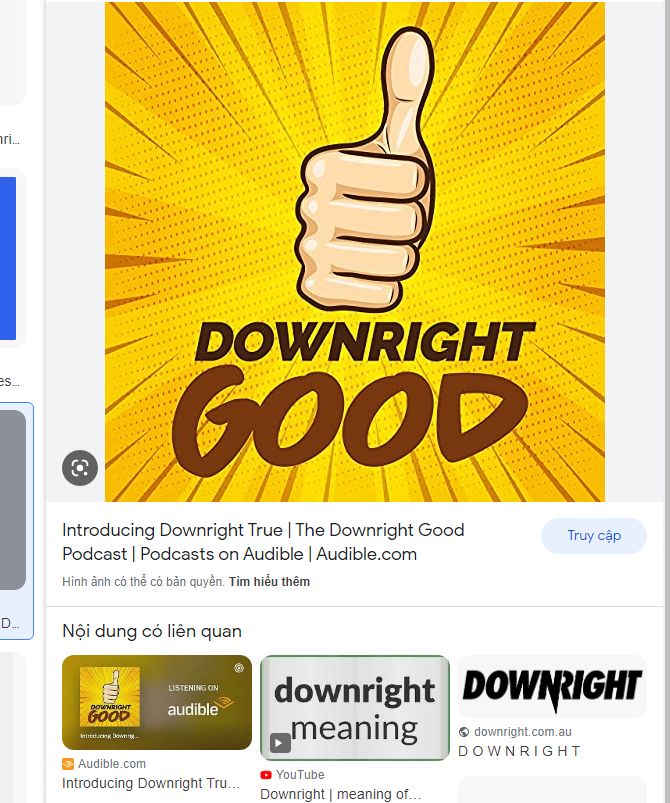 nri...
es...
D...
DOWNRIGHT
GOOD
Introducing Downright True | The Downright Good
Podcast | Podcasts on Audible | Audible.com
Truy cập
Hình ảnh có thể có bản quyền. Tìm hiểu thêm
Nội dung có liên quan
DOWNRIGHT
GOOD
Introducing Downrig...
LISTENING ON
audible
downright
meaning
DOWNRIGHT
Audible.com
Introducing Downright Tru...
YouTube
Downright | meaning of...
downright.com.au
D O W N R I G H T